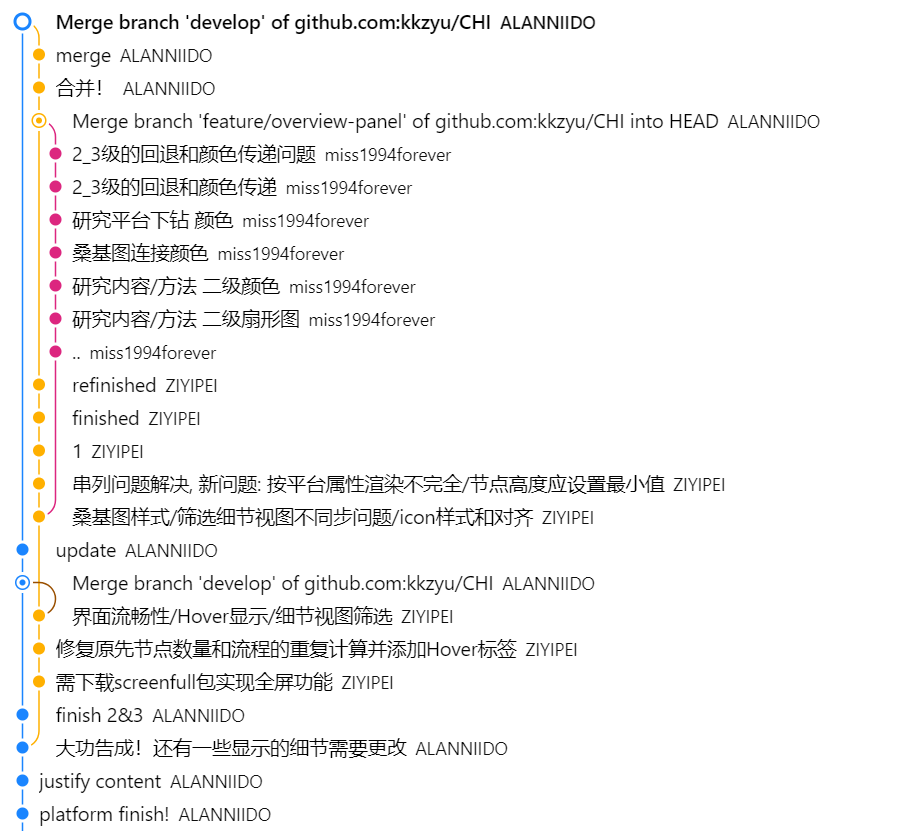 Merge branch 'develop' of github.com:kkzyu/CHI ALANNIIDO
merge ALANNIIDO
合并！ ALANNIIDO
Merge branch 'feature/overview-panel' of github.com:kkzyu/CHI into HEAD ALANNIIDO
2_3级的回退和颜色传递问题 miss1994forever
2_3级的回退和颜色传递 miss1994forever
研究平台下钻 颜色 miss1994forever
桑基图连接颜色 miss1994forever
研究内容/方法 二级颜色 miss1994forever
研究内容/方法 二级扇形图 miss1994forever
.. miss1994forever
refinished ZIYIPEI
finished ZIYIPEI
1 ZIYIPEI
串列问题解决, 新问题: 按平台属性渲染不完全/节点高度应设置最小值 ZIYIPEI
桑基图样式/筛选细节视图不同步问题/icon样式和对齐 ZIYIPEI
update ALANNIIDO
Merge branch 'develop' of github.com:kkzyu/CHI ALANNIIDO
界面流畅性/Hover显示/细节视图筛选 ZIYIPEI
修复原先节点数量和流程的重复计算并添加Hover标签 ZIYIPEI
需下载screenfull包实现全屏功能 ZIYIPEI
finish 2&3 ALANNIIDO
大功告成！还有一些显示的细节需要更改 ALANNIIDO
justify content ALANNIIDO
platform finish! ALANNIIDO